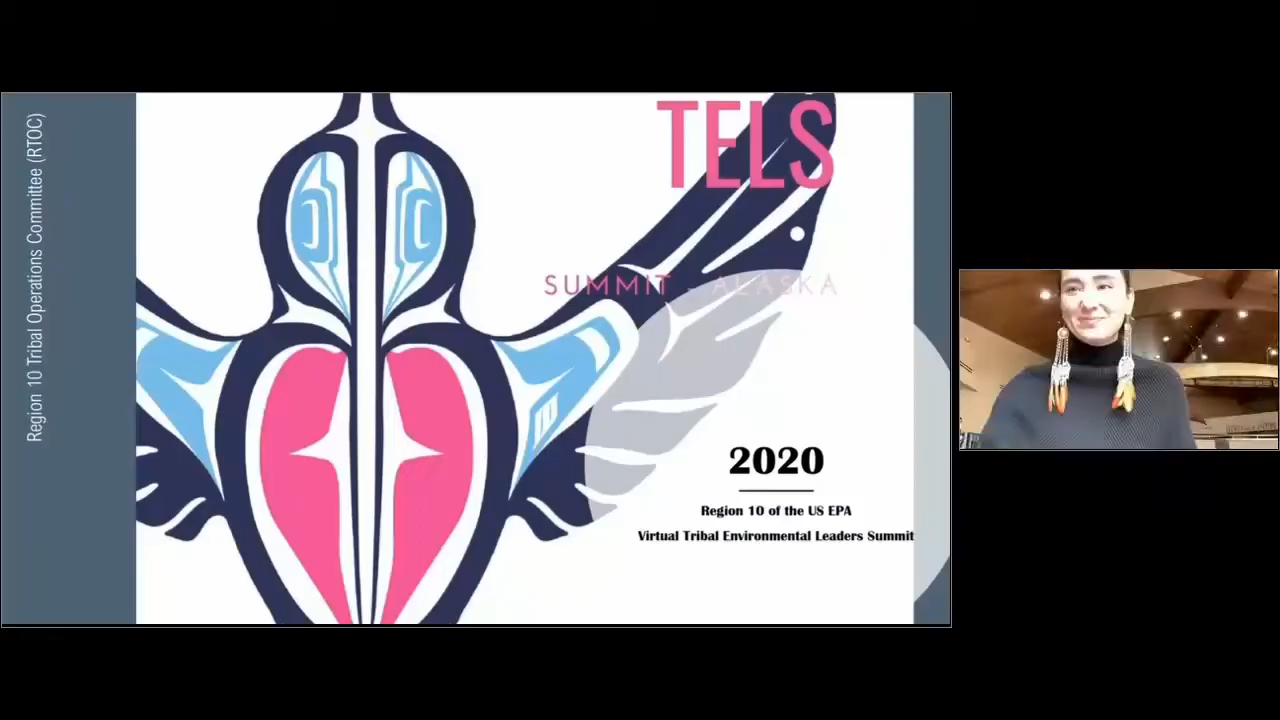 Region 10 Tribal Operations Committee (RTOC)
TELS
SUMMIT - ALASKA
2020
Region 10 of the US EPA
Virtual Tribal Environmental Leaders Summit